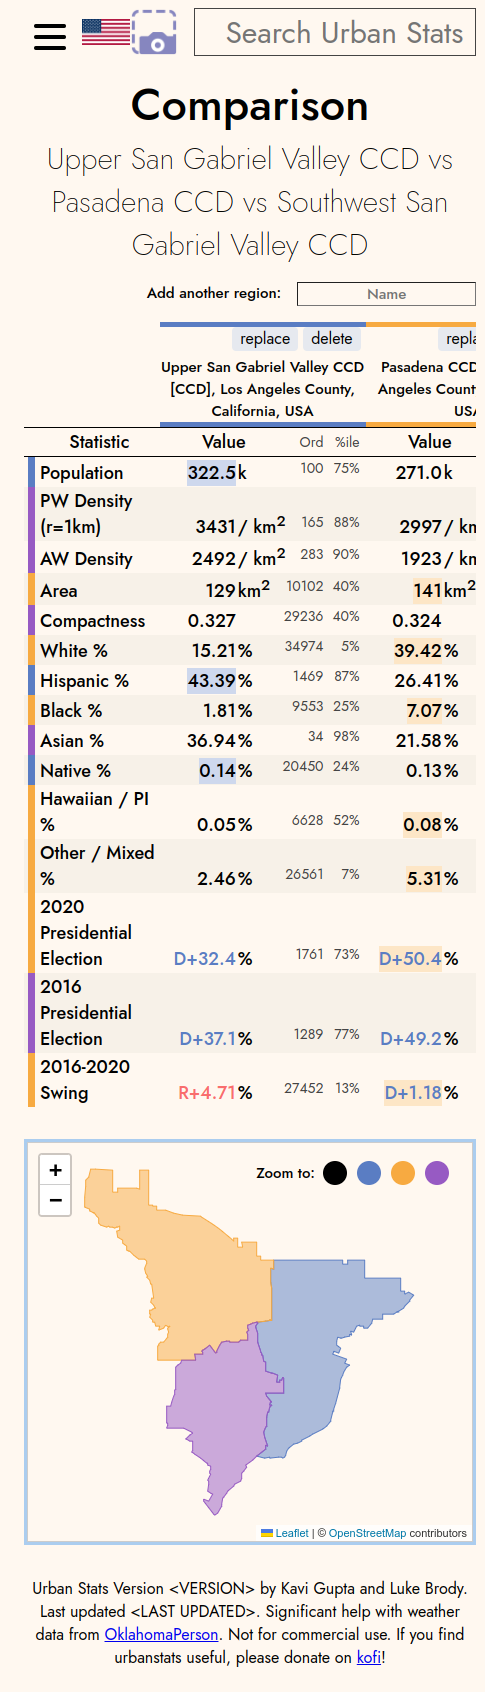 Search Urban Stats
Comparison
Upper San Gabriel Valley CCD vs
Pasadena CCD vs Southwest San
Gabriel Valley CCD
Add another region: Name
replace delete repla
Upper San Gabriel Valley CCD Pasadena CCD
[CCD], Los Angeles County, Angeles Count
California, USA USA
Statistic Value Ord %ile Value
Population 322.5k 100 75% 271.0k
PW Density
(r=1km) 3431/ km² 165 88% 2997/ km
AW Density 2492/ km² 283 90% 1923/ km
Area 129km² 10102 40% 141km²
Compactness 0.327 29236 40% 0.324
White % 15.21% 34974 5% 39.42%
Hispanic % 43.39% 1469 87% 26.41%
Black % 1.81% 9553 25% 7.07%
Asian % 36.94% 34 98% 21.58%
Native % 0.14% 20450 24% 0.13%
Hawaiian / PI
% 0.05% 6628 52% 0.08%
Other / Mixed
% 2.46% 26561 7% 5.31%
2020
Presidential
Election D+32.4% 1761 73% D+50.4%
2016
Presidential
Election D+37.1% 1289 77% D+49.2%
2016-2020
Swing R+4.71% 27452 13% D+1.18%
+
−
Zoom to:
Leaflet | © OpenStreetMap contributors
Urban Stats Version <VERSION> by Kavi Gupta and Luke Brody.
Last updated <LAST UPDATED>. Significant help with weather
data from OklahomaPerson. Not for commercial use. If you find
urbanstats useful, please donate on kofi!